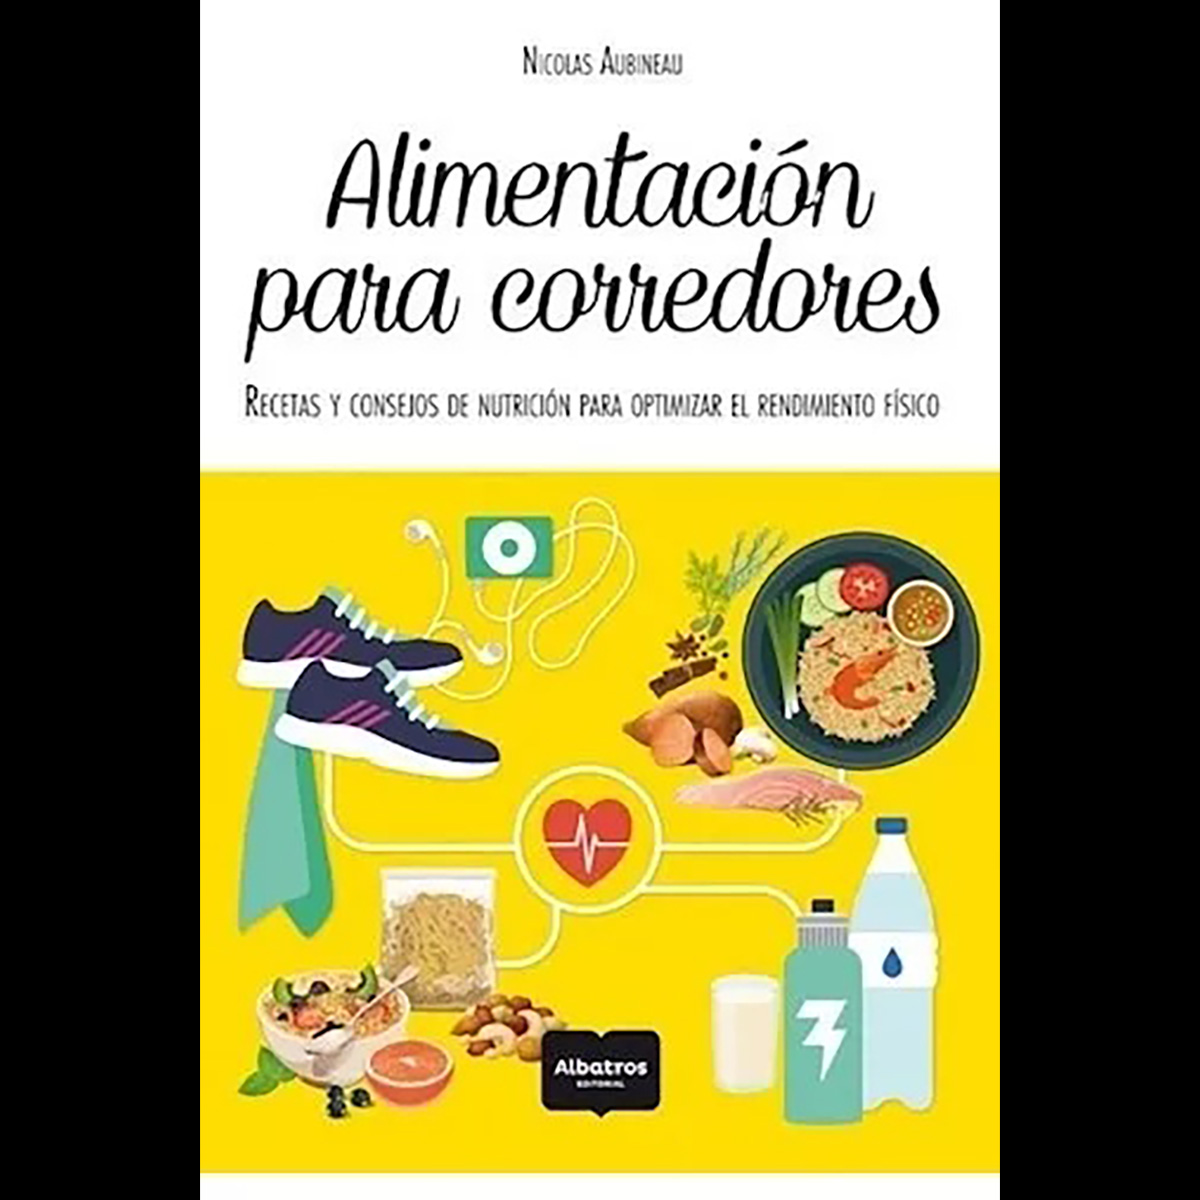 Nicolas Aubineau
Alimentación
para corredores
Recetas y consejos de nutrición para optimizar el rendimiento físico
Albatros
EDITORIAL